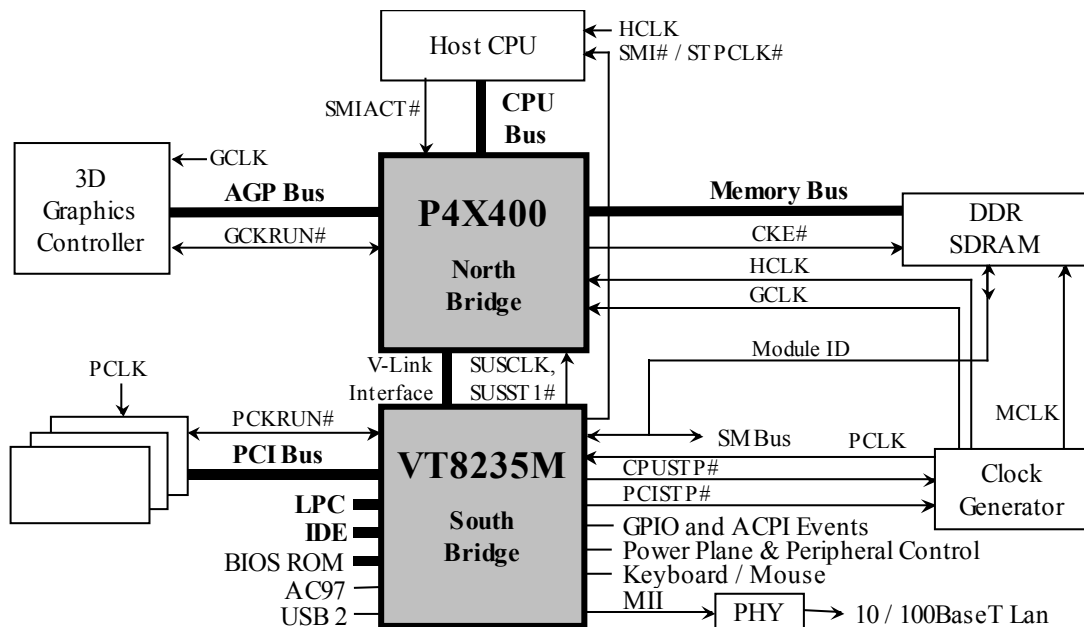 Host CPU
HCLK
SMI# / STPCLK#
SMIACT#
CPU
Bus
GCLK
3D
Graphics
Controller
AGP Bus
GCKRUN#
P4X400
North
Bridge
Memory Bus
DDR
SDRAM
CKE#
HCLK
GCLK
V-Link
Interface
SUSCLK,
SUSST1#
Module ID
MCLK
PCLK
PCKRUN#
PCI Bus
VT8235M
South
Bridge
SMBus
PCLK
CPUSTP#
PCISTP#
Clock
Generator
LPC
IDE
BIOS ROM
AC97
USB 2
GPIO and ACPI Events
Power Plane & Peripheral Control
Keyboard / Mouse
MII
PHY
10 / 100BaseT Lan